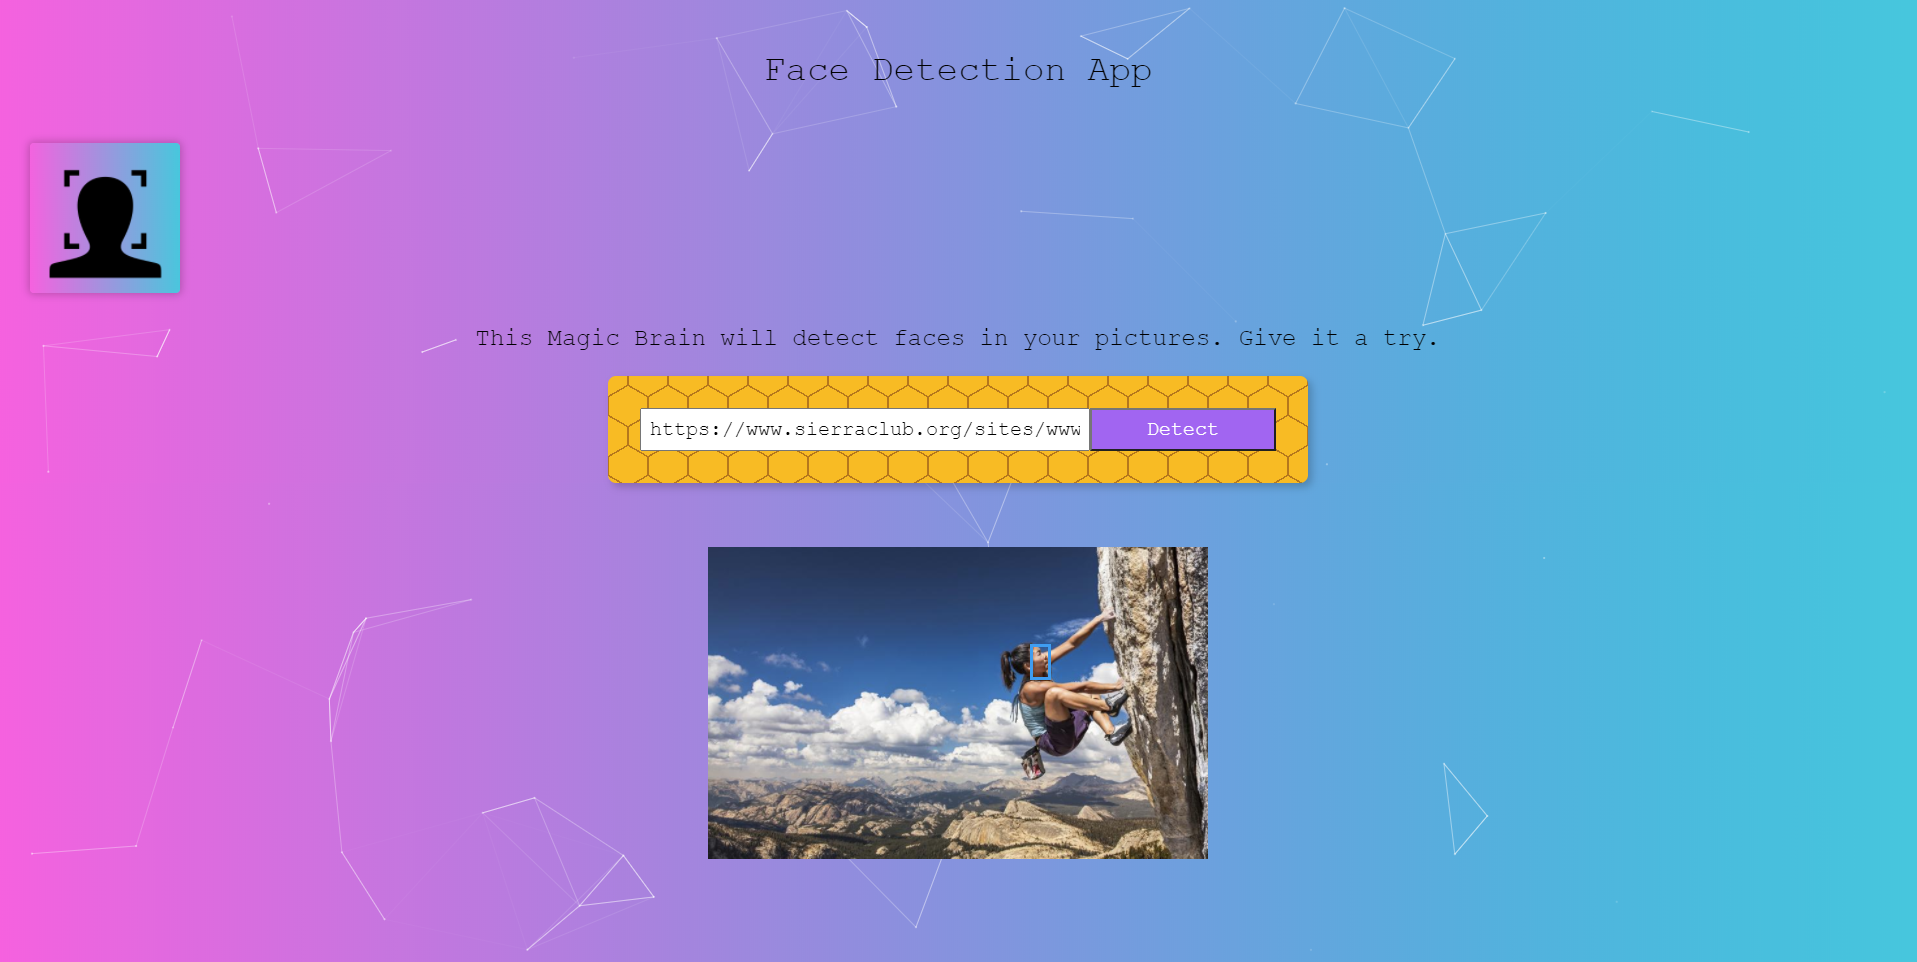 Face Detection App
This Magic Brain will detect faces in your pictures. Give it a try.
https://www.sierraclub.org/sites/www
Detect